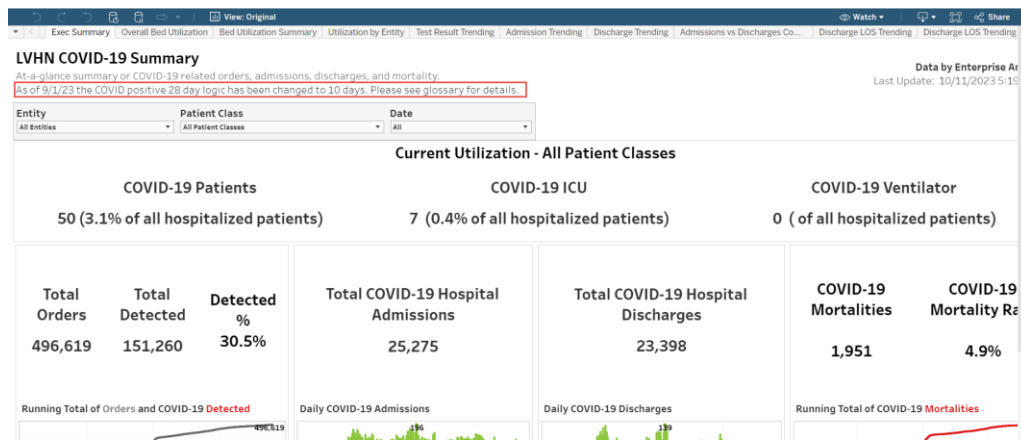 View: Original
Watch
Share
Exec Summary
Overall Bed Utilization
Bed Utilization Summary
Utilization by Entity
Test Result Trending
Admission Trending
Discharge Trending
Admissions vs Discharges Co...
Discharge LOS Trending
Discharge LOS Trending
LVHN COVID-19 Summary
At-a-glance summary or COVID-19 related orders, admissions, discharges, and mortality.
As of 9/1/23 the COVID positive 28 day logic has been changed to 10 days. Please see glossary for details.
Data by Enterprise
Last Update: 10/11/2023 5:19
Entity
Patient Class
Date
All Entities
All Patient Classes
All
Current Utilization - All Patient Classes
COVID-19 Patients
COVID-19 ICU
COVID-19 Ventilator
50 (3.1% of all hospitalized patients)
7 (0.4% of all hospitalized patients)
0 ( of all hospitalized patients)
Total
Orders
496,619
Total
Detected
151,260
Detected
%
30.5%
Total COVID-19 Hospital
Admissions
25,275
Total COVID-19 Hospital
Discharges
23,398
COVID-19
Mortalities
1,951
COVID-19
Mortality Ra
4.9%
Running Total of Orders and COVID-19 Detected
Daily COVID-19 Admissions
Daily COVID-19 Discharges
Running Total of COVID-19 Mortalities
496,619
196
139